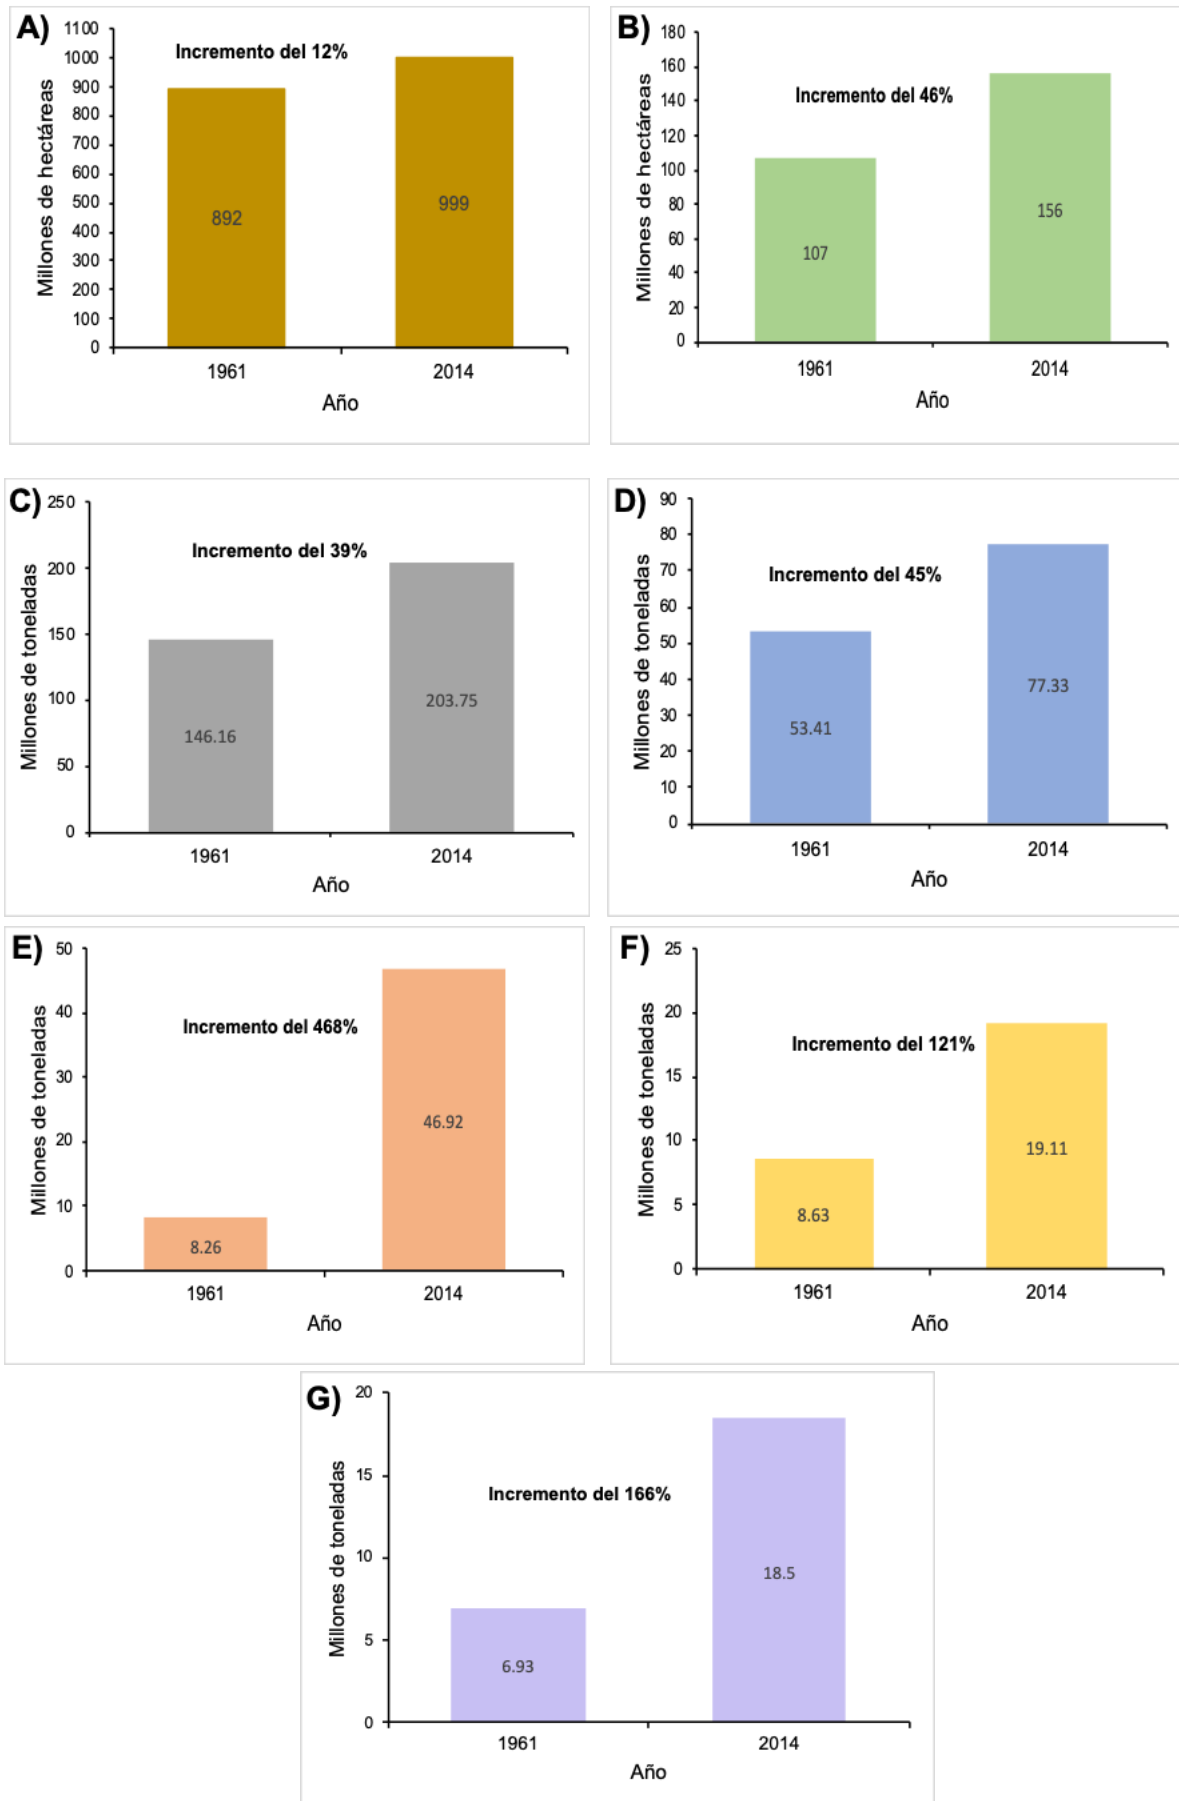 A)
Incremento del 12%
Millones de hectáreas
1100
1000
900
800
700
600
500
400
300
200
100
0
892
999
1961
2014
Año
B)
Incremento del 46%
Millones de hectáreas
180
160
140
120
100
80
60
40
20
0
107
156
1961
2014
Año
C)
Incremento del 39%
Millones de toneladas
250
200
150
100
50
0
146.16
203.75
1961
2014
Año
D)
Incremento del 45%
Millones de toneladas
90
80
70
60
50
40
30
20
10
0
53.41
77.33
1961
2014
Año
E)
Incremento del 468%
Millones de toneladas
50
40
30
20
10
0
8.26
46.92
1961
2014
Año
F)
Incremento del 121%
Millones de toneladas
25
20
15
10
5
0
8.63
19.11
1961
2014
Año
G)
Incremento del 166%
Millones de toneladas
20
15
10
5
0
6.93
18.5
1961
2014
Año